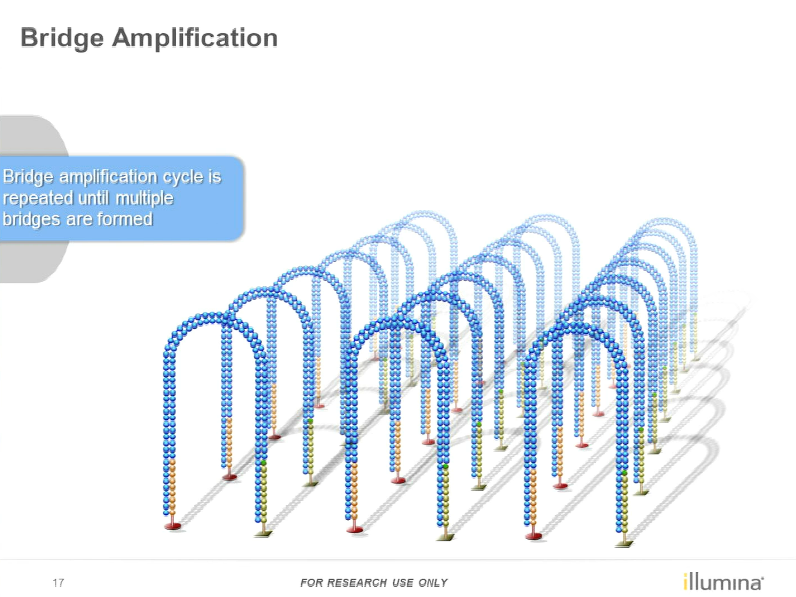 Bridge Amplification
Bridge amplification cycle is
repeated until multiple
bridges are formed
17
FOR RESEARCH USE ONLY
illumina